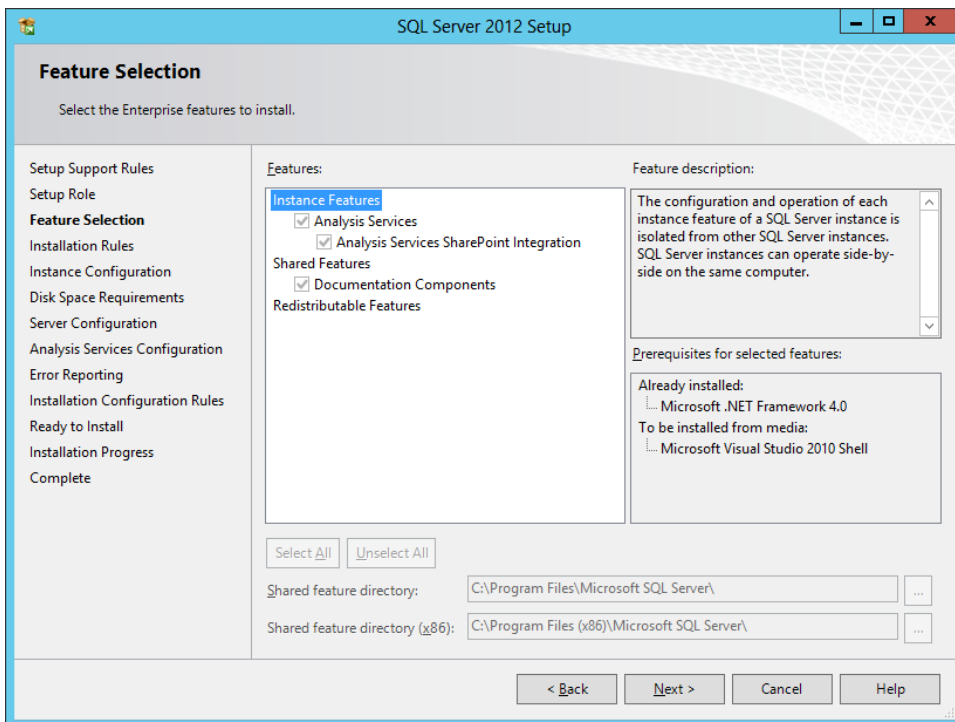 SQL Server 2012 Setup
Feature Selection
Select the Enterprise features to install.
Setup Support Rules
Setup Role
Feature Selection
Installation Rules
Instance Configuration
Disk Space Requirements
Server Configuration
Analysis Services Configuration
Error Reporting
Installation Configuration Rules
Ready to Install
Installation Progress
Complete
Features:
Instance Features
Analysis Services
Analysis Services SharePoint Integration
Shared Features
Documentation Components
Redistributable Features
Feature description:
The configuration and operation of each
instance feature of a SQL Server instance is
isolated from other SQL Server instances.
SQL Server instances can operate side-by-
side on the same computer.
Prerequisites for selected features:
Already installed:
Microsoft .NET Framework 4.0
To be installed from media:
Microsoft Visual Studio 2010 Shell
Select All
Unselect All
Shared feature directory:
C:\Program Files\Microsoft SQL Server\
...
Shared feature directory (x86):
C:\Program Files (x86)\Microsoft SQL Server\
...
< Back
Next >
Cancel
Help